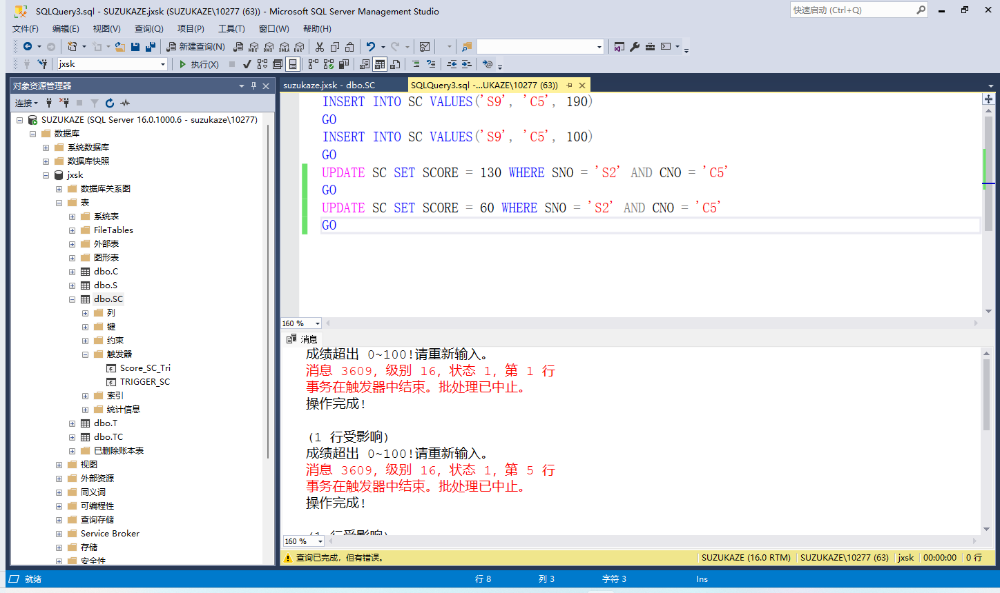 SQLQuery3.sql - SUZUKAZE.jxsk (SUZUKAZE\10277 (63)) - Microsoft SQL Server Management Studio
快速启动 (Ctrl+Q)
文件(F) 编辑(E) 视图(V) 查询(Q) 项目(P) 工具(T) 窗口(W) 帮助(H)
新建查询(N) MDX DMX XMLA DAX
jxsk 执行(X)
对象资源管理器
连接
SUZUKAZE (SQL Server 16.0.1000.6 - suzukaze\10277)
数据库
系统数据库
数据库快照
jxsk
数据库关系图
表
系统表
FileTables
外部表
图形表
dbo.C
dbo.S
dbo.SC
列
键
约束
触发器
Score_SC_Tri
TRIGGER_SC
索引
统计信息
dbo.T
dbo.TC
已删除账本表
视图
外部资源
同义词
可编程性
查询存储
Service Broker
存储
安全性
suzukaze.jxsk - dbo.SC
SQLQuery3.sql -...UKAZE\10277 (63))
INSERT INTO SC VALUES('S9', 'C5', 190)
GO
INSERT INTO SC VALUES('S9', 'C5', 100)
GO
UPDATE SC SET SCORE = 130 WHERE SNO = 'S2' AND CNO = 'C5'
GO
UPDATE SC SET SCORE = 60 WHERE SNO = 'S2' AND CNO = 'C5'
GO
160 %
消息
成绩超出 0~100!请重新输入。
消息 3609, 级别 16, 状态 1, 第 1 行
事务在触发器中结束。批处理已中止。
操作完成!
(1 行受影响)
成绩超出 0~100!请重新输入。
消息 3609, 级别 16, 状态 1, 第 5 行
事务在触发器中结束。批处理已中止。
操作完成!
(1 行受影响)
160 %
查询已完成，但有错误。 SUZUKAZE (16.0 RTM) SUZUKAZE\10277 (63) jxsk 00:00:00 0 行
就绪 行 8 列 3 字符 3 Ins